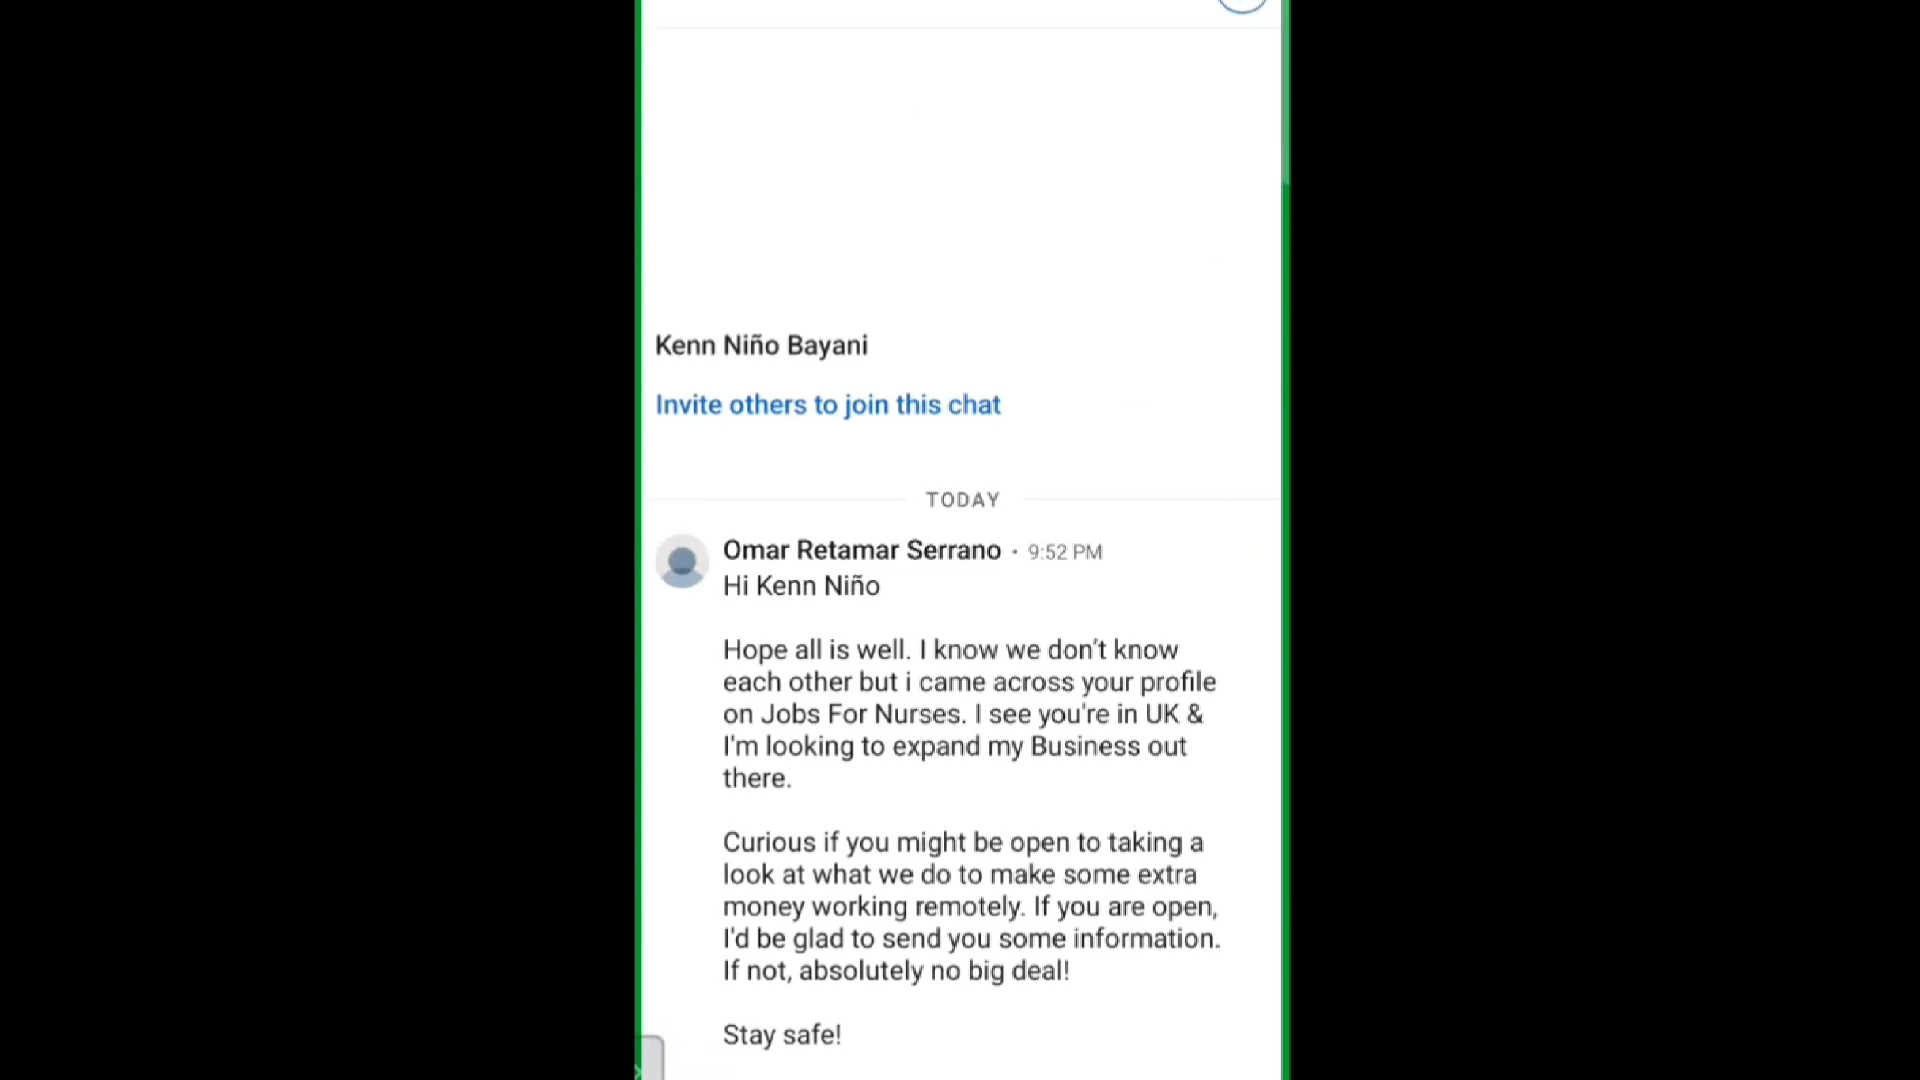 Kenn Niño Bayani
Invite others to join this chat
TODAY
Omar Retamar Serrano • 9:52 PM
Hi Kenn Niño
Hope all is well. I know we don't know
each other but i came across your profile
on Jobs For Nurses. I see you're in UK &
I'm looking to expand my Business out
there.
Curious if you might be open to taking a
look at what we do to make some extra
money working remotely. If you are open,
I'd be glad to send you some information.
If not, absolutely no big deal!
Stay safe!